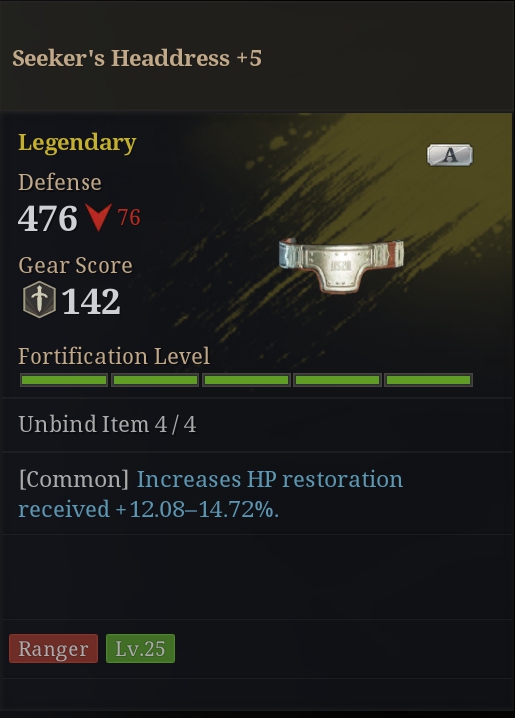 Seeker's Headdress +5
Legendary
A
Defense
476 76
Gear Score
142
Fortification Level
Unbind Item 4 / 4
[Common] Increases HP restoration
received +12.08–14.72%.
Ranger Lv.25